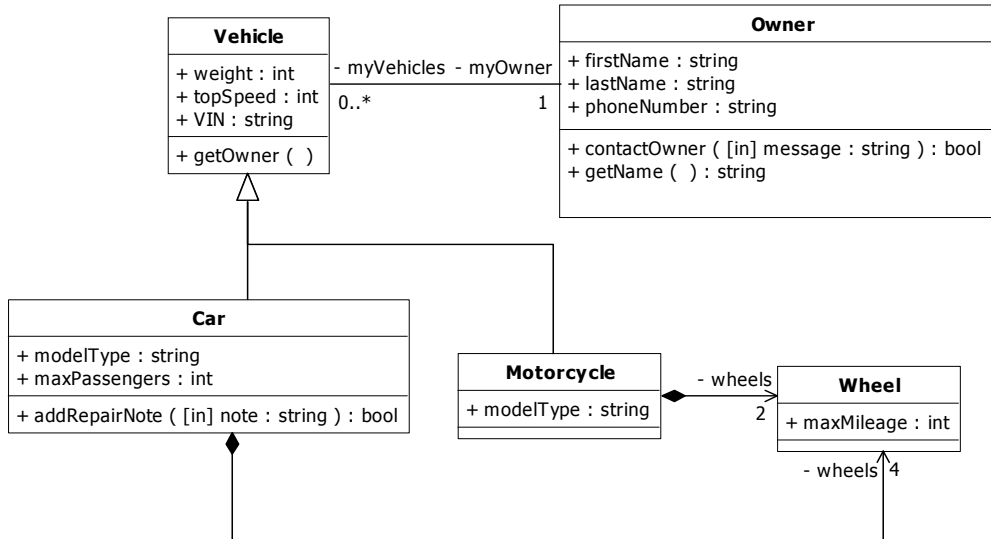 Vehicle
+ weight : int
+ topSpeed : int
+ VIN : string
+ getOwner ( )
- myVehicles - myOwner
0..* 1
Owner
+ firstName : string
+ lastName : string
+ phoneNumber : string
+ contactOwner ( [in] message : string ) : bool
+ getName ( ) : string
Car
+ modelType : string
+ maxPassengers : int
+ addRepairNote ( [in] note : string ) : bool
Motorcycle
+ modelType : string
- wheels
2
Wheel
+ maxMileage : int
- wheels 4